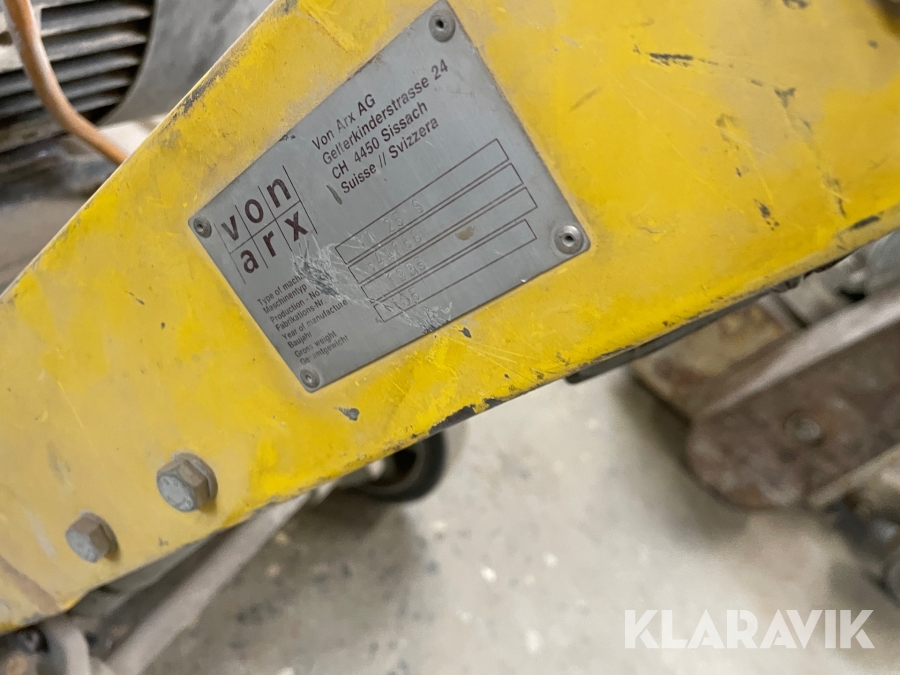 von
arx
Von Arx AG
Gelterkinderstrasse 24
CH 4450 Sissach
Suisse // Svizzera
Type of machine
Maschinentyp
Production - No.
Fabrikations-Nr.
Year of manufacture
Baujahr
Gross weight
Gesamtgewicht
KLARAVIK